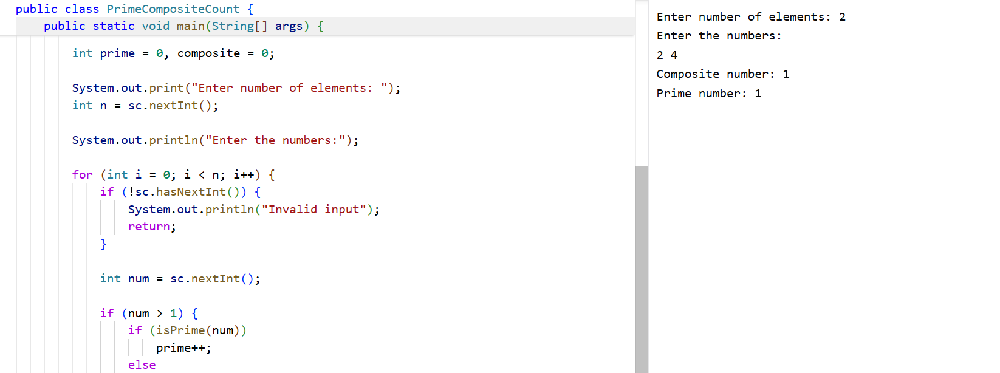 public class PrimeCompositeCount {
public static void main(String[] args) {
int prime = 0, composite = 0;
System.out.print("Enter number of elements: ");
int n = sc.nextInt();
System.out.println("Enter the numbers:");
for (int i = 0; i < n; i++) {
if (!sc.hasNextInt()) {
System.out.println("Invalid input");
return;
}
int num = sc.nextInt();
if (num > 1) {
if (isPrime(num))
prime++;
else
Enter number of elements: 2
Enter the numbers:
2 4
Composite number: 1
Prime number: 1